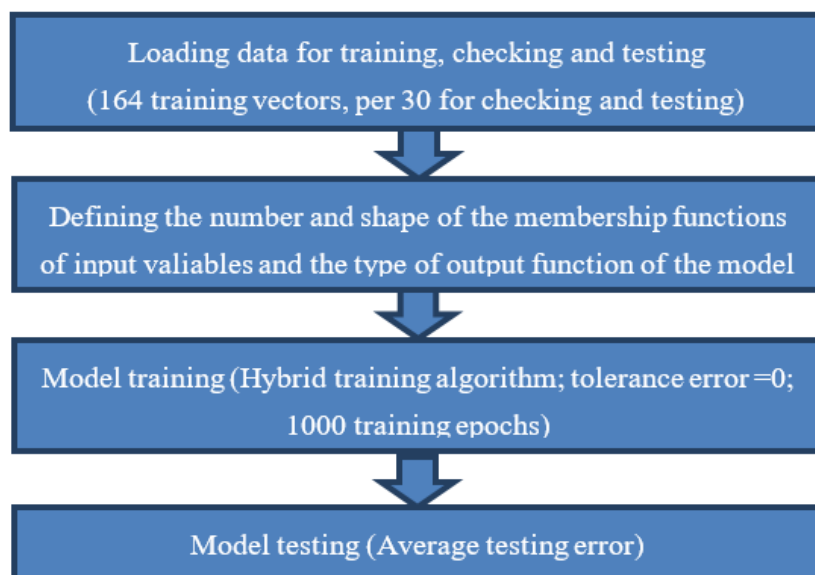 Loading data for training, checking and testing
(164 training vectors, per 30 for checking and testing)
Defining the number and shape of the membership functions
of input valiables and the type of output function of the model
Model training (Hybrid training algorithm; tolerance error =0;
1000 training epochs)
Model testing (Average testing error)